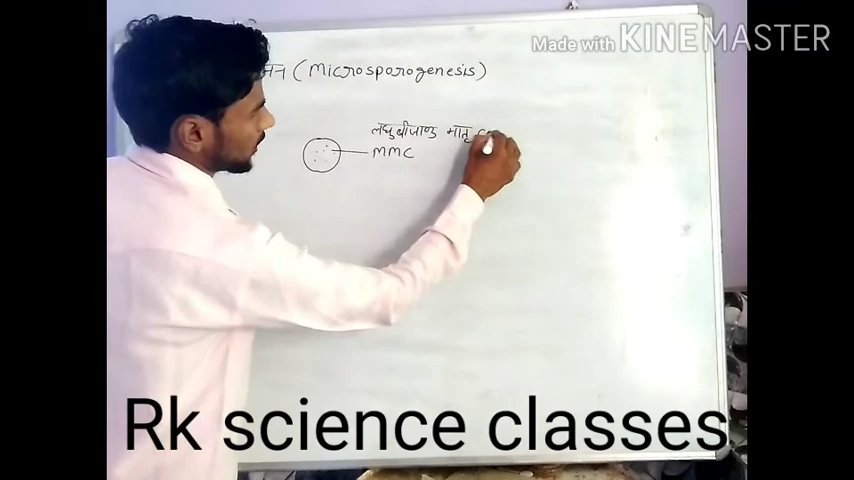 Made with KINEMASTER
(Microsporogenesis)
लघुबीजाणु मातृ
MMC
Rk science classes